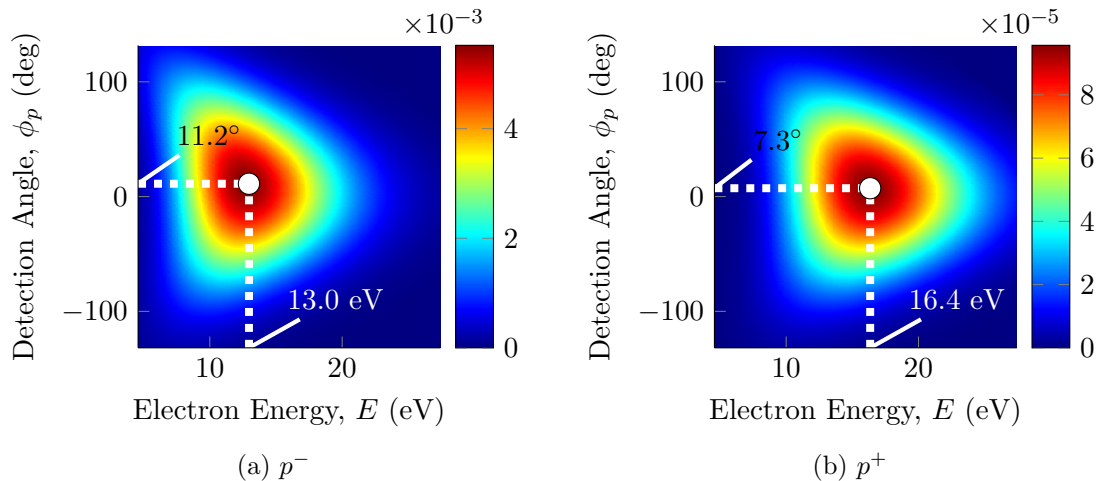 ×10⁻³
Detection Angle, ϕₚ (deg)
100
0
−100
11.2°
13.0 eV
10
20
Electron Energy, E (eV)
4
2
0
(a) p⁻
×10⁻⁵
Detection Angle, ϕₚ (deg)
100
0
−100
7.3°
16.4 eV
10
20
Electron Energy, E (eV)
8
6
4
2
0
(b) p⁺